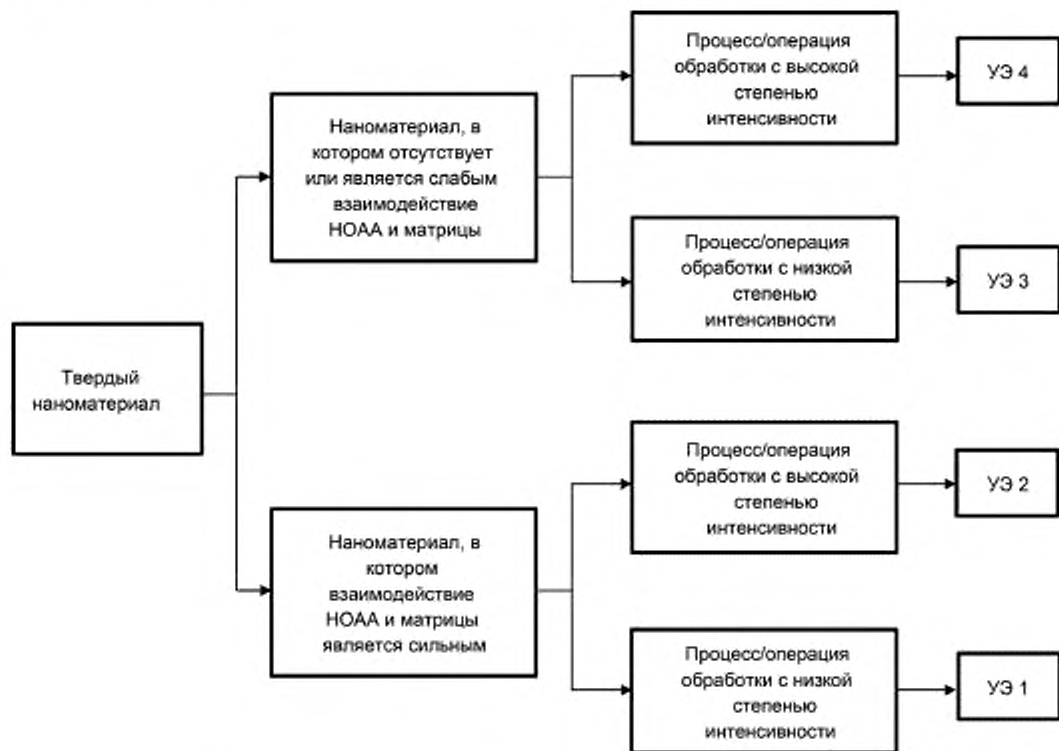 Твердый
наноматериал
Наноматериал, в
котором отсутствует
или является слабым
взаимодействие
НОАА и матрицы
Процесс/операция
обработки с высокой
степенью
интенсивности
УЭ 4
Процесс/операция
обработки с низкой
степенью
интенсивности
УЭ 3
Наноматериал, в
котором
взаимодействие
НОАА и матрицы
является сильным
Процесс/операция
обработки с высокой
степенью
интенсивности
УЭ 2
Процесс/операция
обработки с низкой
степенью
интенсивности
УЭ 1